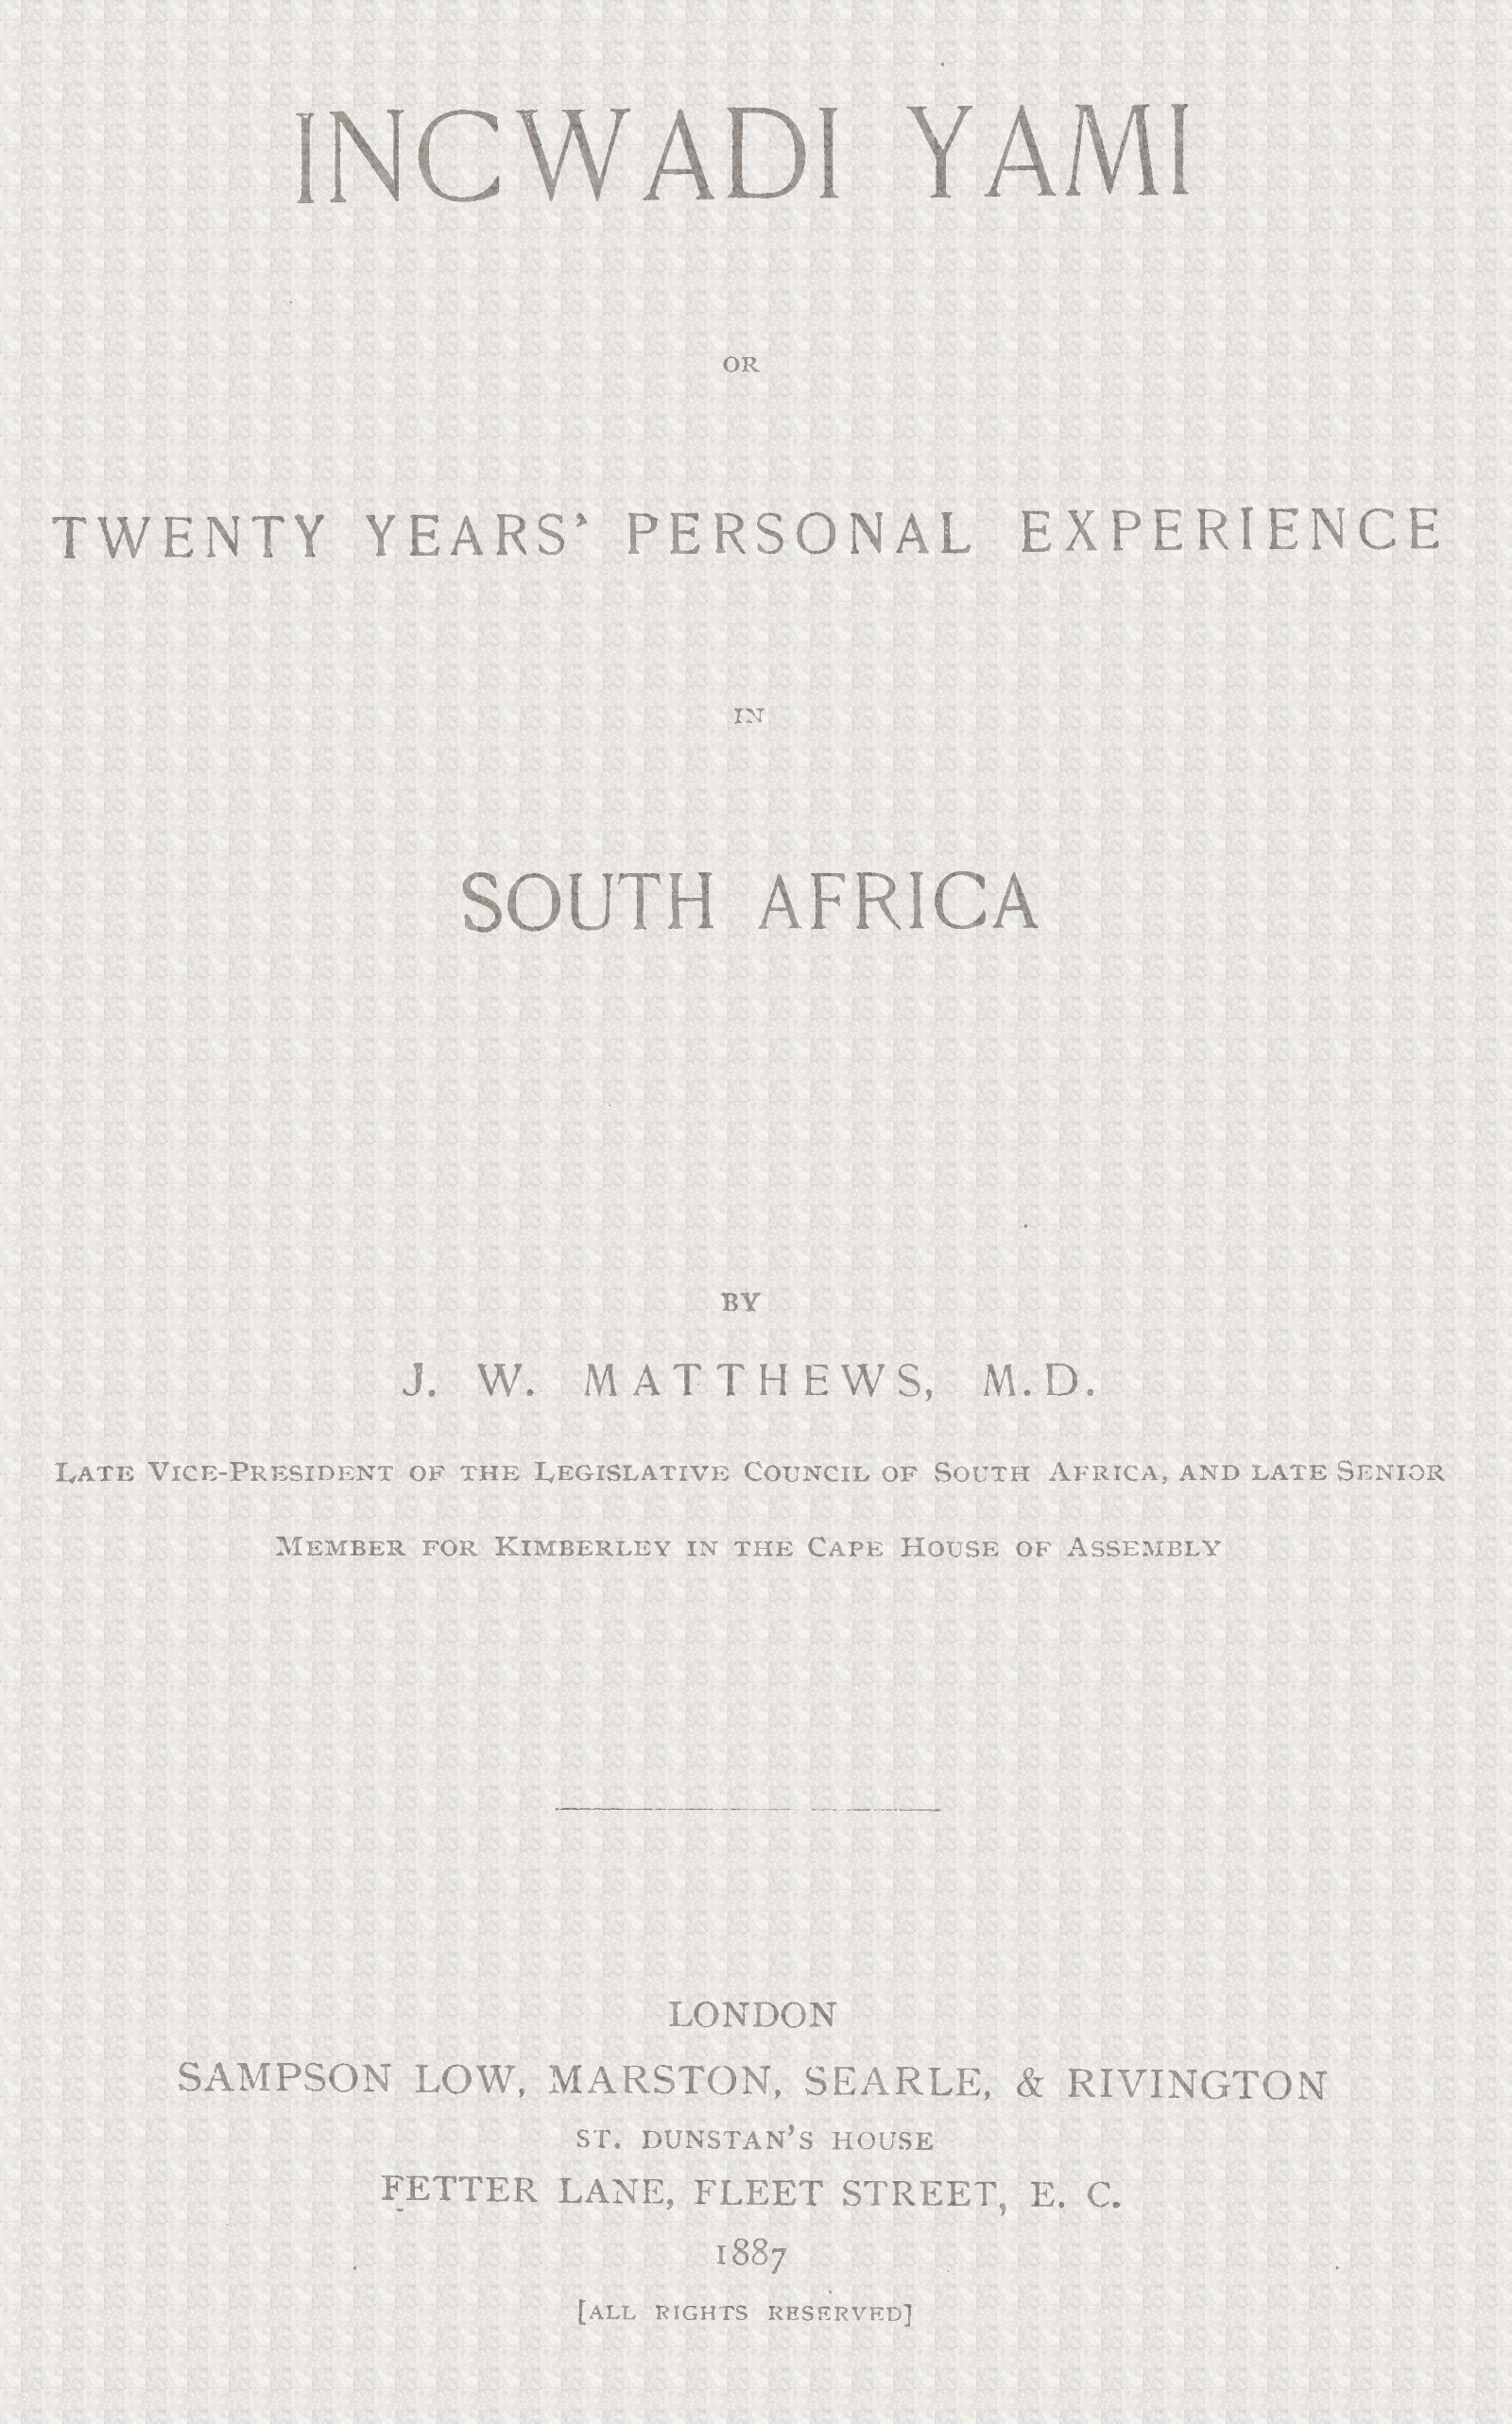 INCWADI YAMI
OR
TWENTY YEARS’ PERSONAL EXPERIENCE
IN
SOUTH AFRICA
BY
J. W. MATTHEWS, M.D.
LATE VICE-PRESIDENT OF THE LEGISLATIVE COUNCIL OF SOUTH AFRICA, AND LATE SENIOR
MEMBER FOR KIMBERLEY IN THE CAPE HOUSE OF ASSEMBLY
LONDON
SAMPSON LOW, MARSTON, SEARLE, & RIVINGTON
ST. DUNSTAN’S HOUSE
FETTER LANE, FLEET STREET, E. C.
1887
[ALL RIGHTS RESERVED]